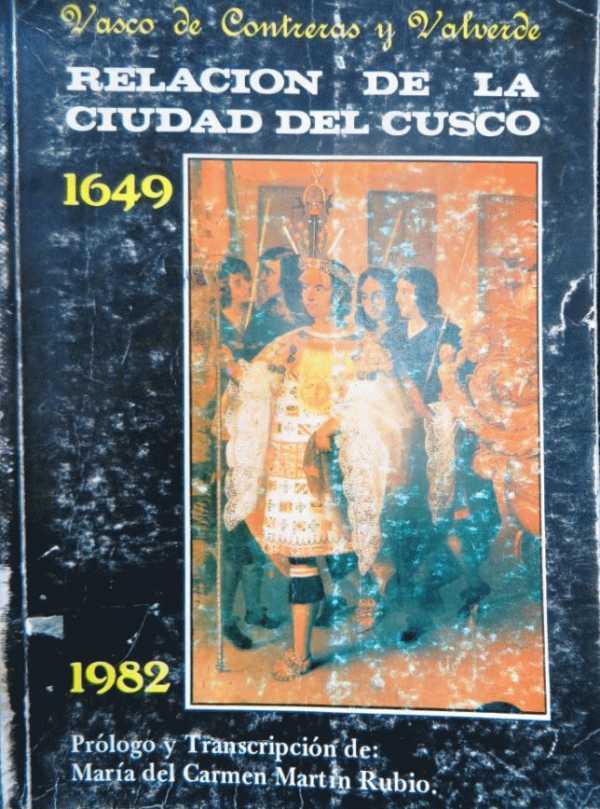 Vasco de Contreras y Valverde
RELACION DE LA
CIUDAD DEL CUSCO
1649
1982
Prólogo y Transcripción de:
María del Carmen Martín Rubio.